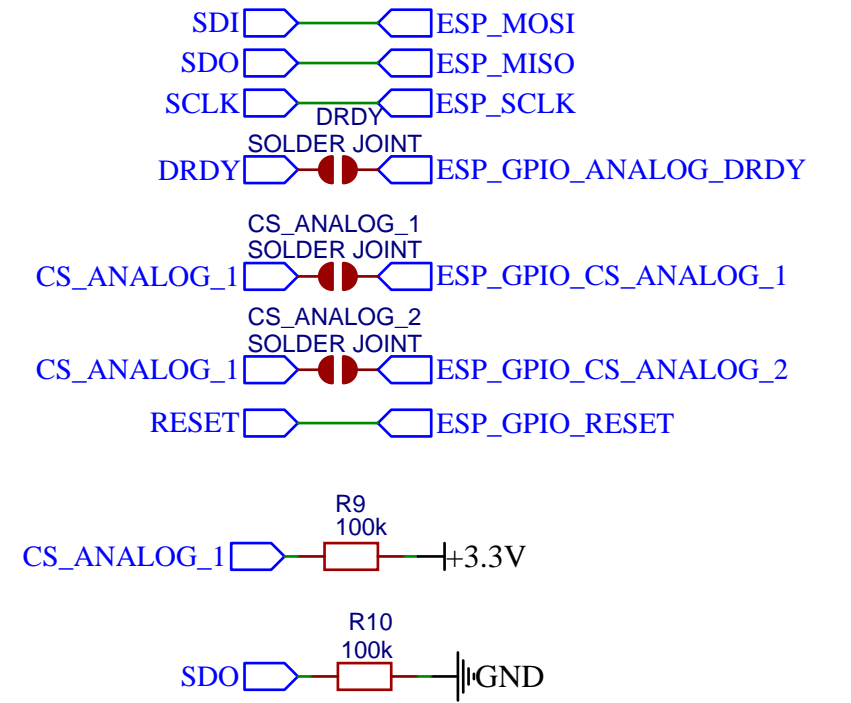 SDI ESP_MOSI
SDO ESP_MISO
SCLK ESP_SCLK
DRDY
SOLDER JOINT
DRDY ESP_GPIO_ANALOG_DRDY
CS_ANALOG_1
SOLDER JOINT
CS_ANALOG_1 ESP_GPIO_CS_ANALOG_1
CS_ANALOG_2
SOLDER JOINT
CS_ANALOG_1 ESP_GPIO_CS_ANALOG_2
RESET ESP_GPIO_RESET
R9
100k
CS_ANALOG_1 +3.3V
R10
100k
SDO GND